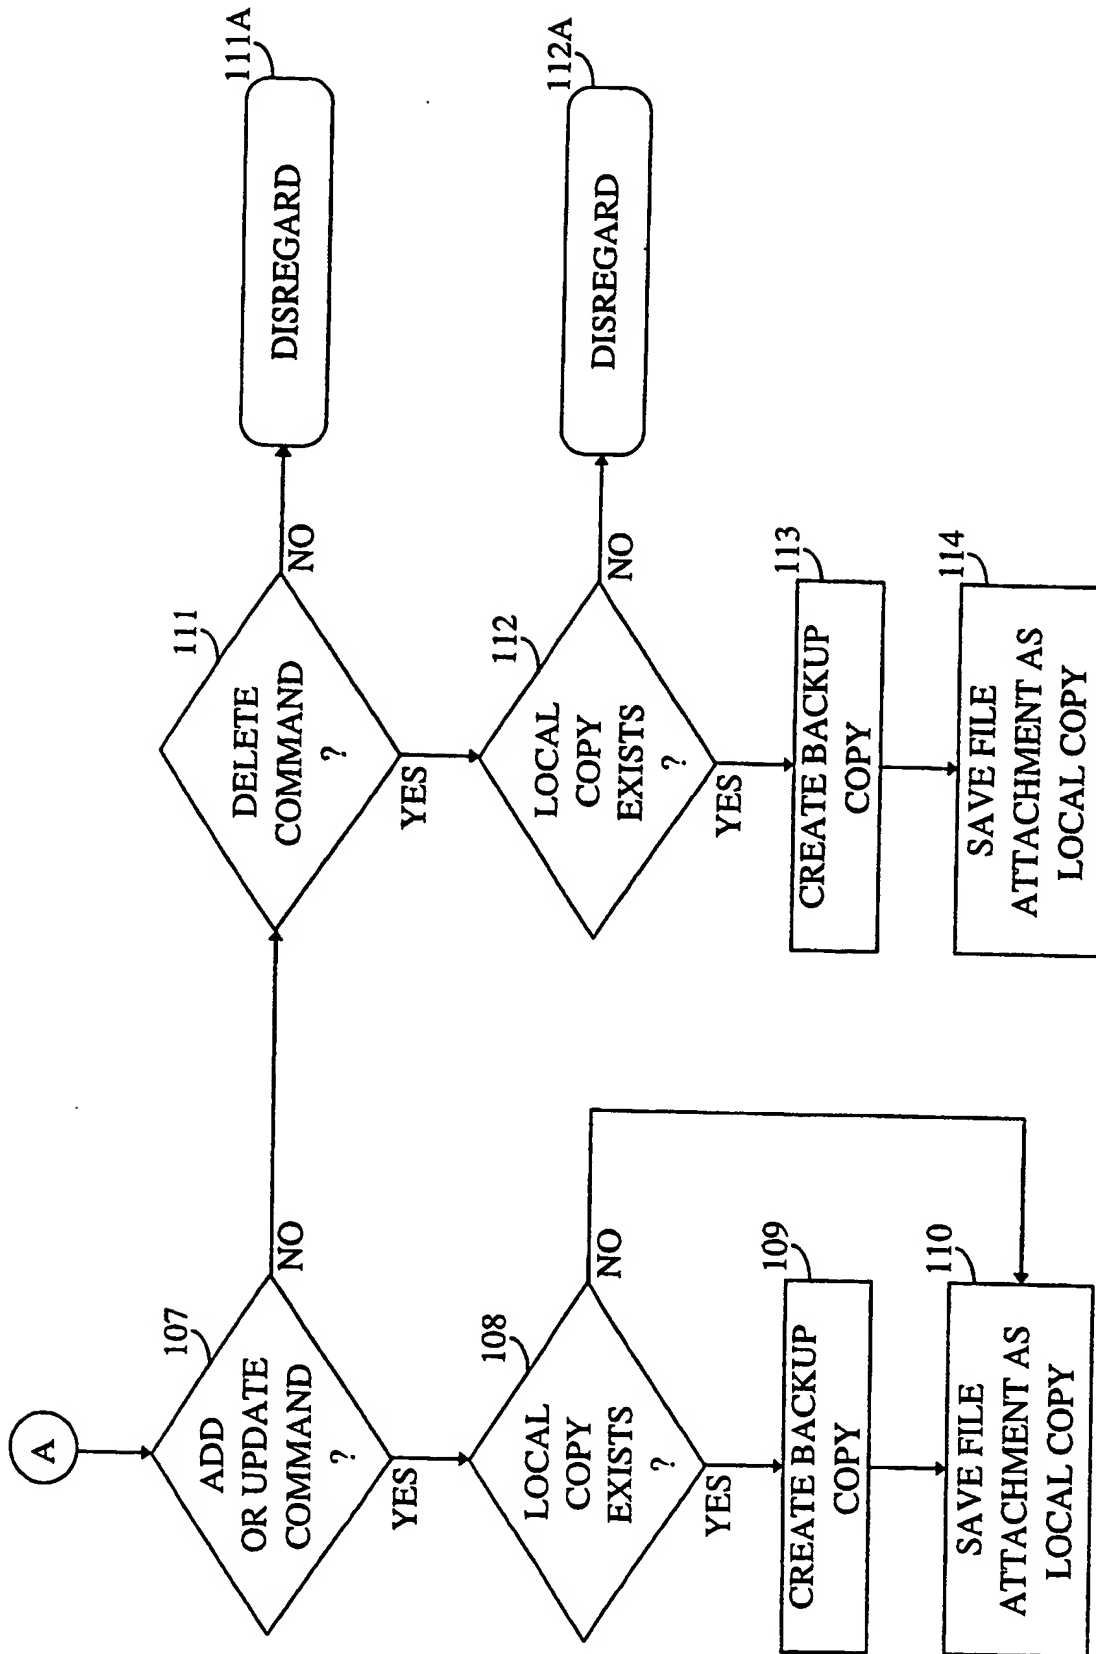 A
107
ADD
OR UPDATE
COMMAND
?
NO
YES
108
LOCAL
COPY
EXISTS
?
NO
YES
109
CREATE BACKUP
COPY
110
SAVE FILE
ATTACHMENT AS
LOCAL COPY
111
DELETE
COMMAND
?
NO
YES
111A
DISREGARD
112
LOCAL
COPY
EXISTS
?
NO
YES
112A
DISREGARD
113
CREATE BACKUP
COPY
114
SAVE FILE
ATTACHMENT AS
LOCAL COPY